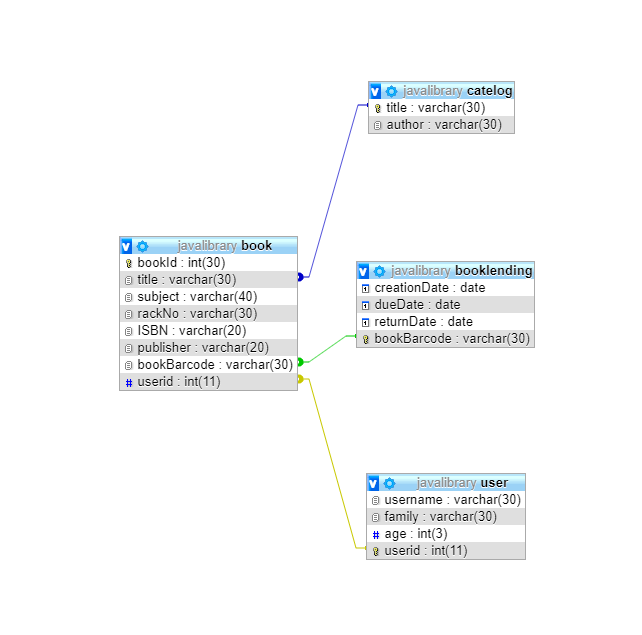 javalibrary catelog
title : varchar(30)
author : varchar(30)
javalibrary book
bookId : int(30)
title : varchar(30)
subject : varchar(40)
rackNo : varchar(30)
ISBN : varchar(20)
publisher : varchar(20)
bookBarcode : varchar(30)
userid : int(11)
javalibrary booklending
creationDate : date
dueDate : date
returnDate : date
bookBarcode : varchar(30)
javalibrary user
username : varchar(30)
family : varchar(30)
age : int(3)
userid : int(11)